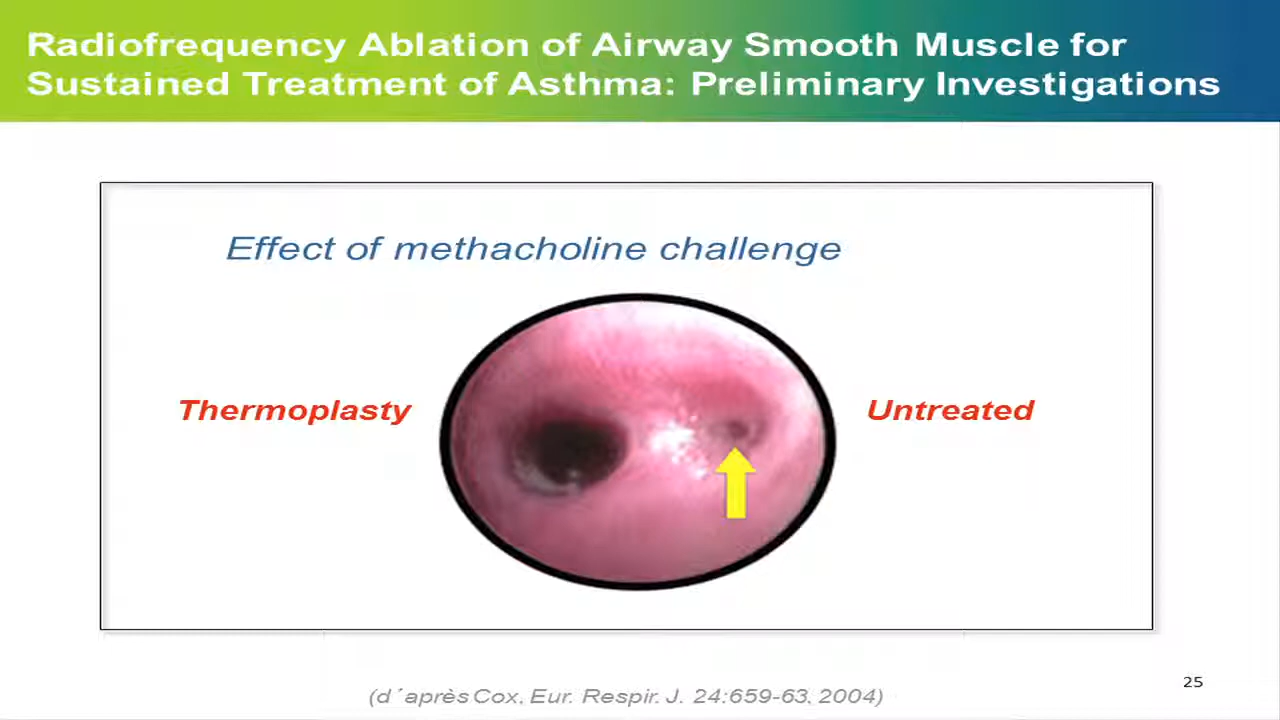 Radiofrequency Ablation of Airway Smooth Muscle for
Sustained Treatment of Asthma: Preliminary Investigations
Effect of methacholine challenge
Thermoplasty
Untreated
(d´après Cox, Eur. Respir. J. 24:659-63, 2004)
25